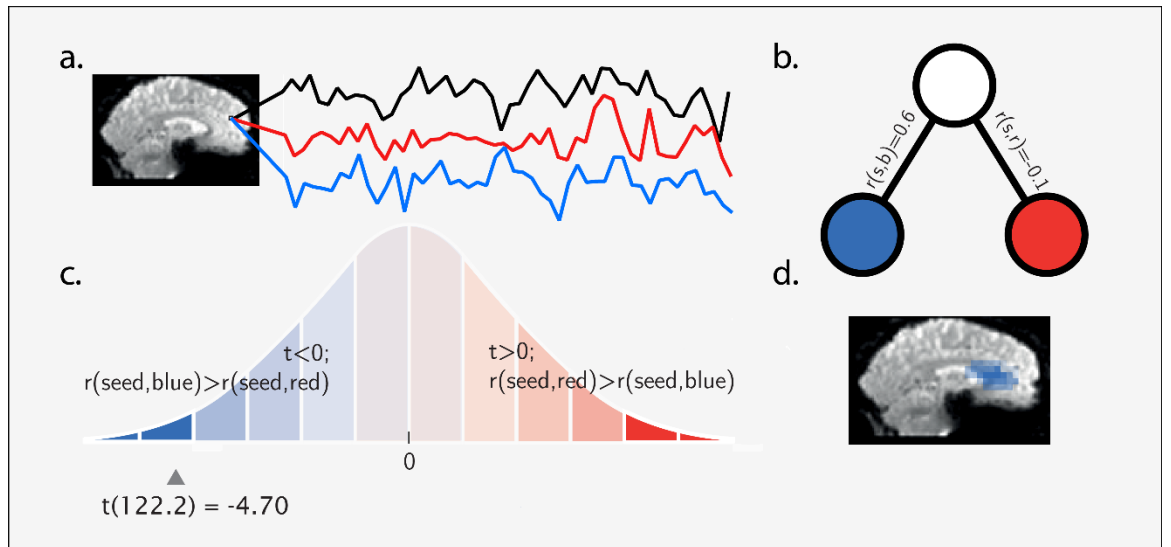 a.
b.
r(s,b)=0.6
r(s,r)=-0.1
c.
t<0;
r(seed,blue)>r(seed,red)
t>0;
r(seed,red)>r(seed,blue)
0
t(122.2) = -4.70
d.